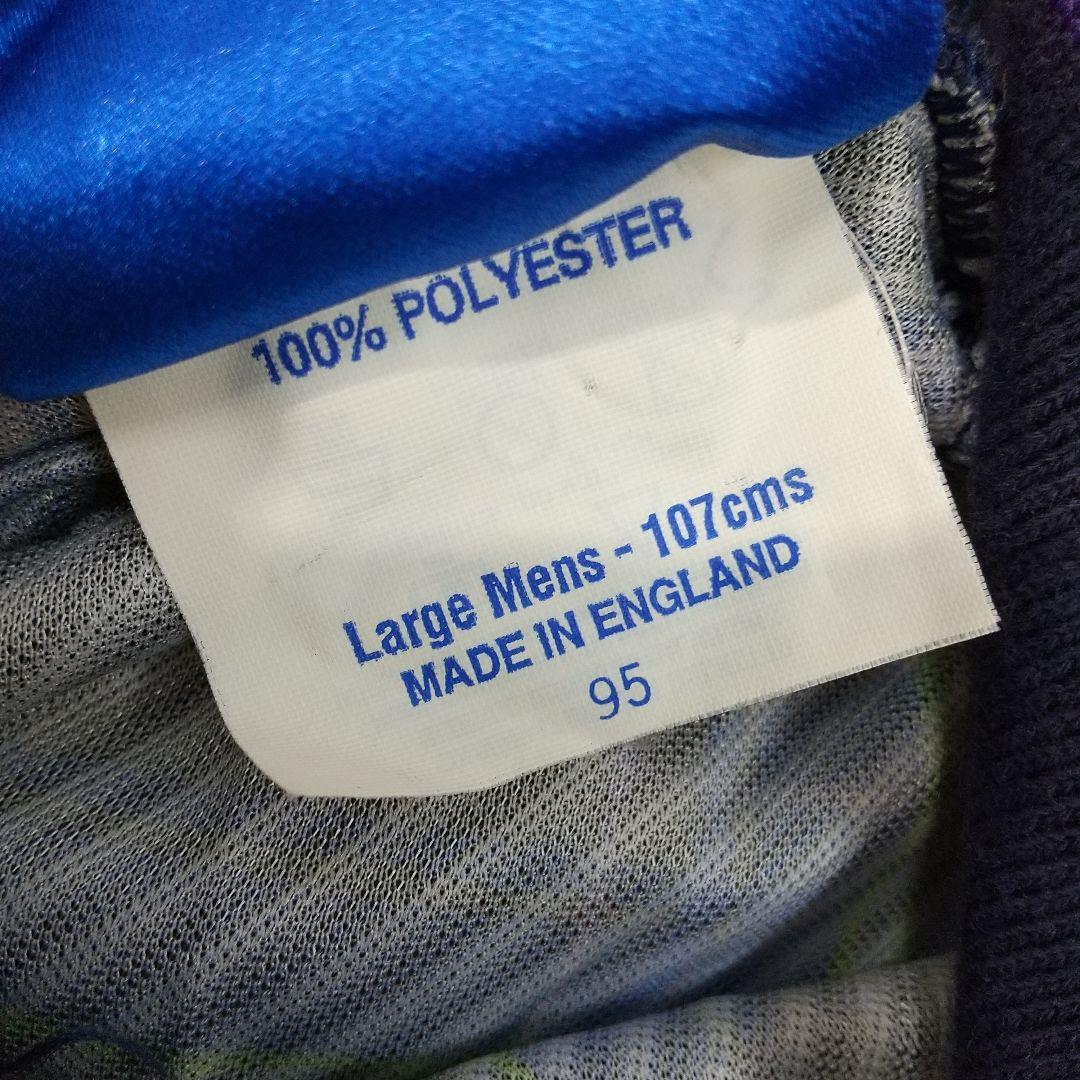 100% POLYESTER
Large Mens - 107cms
MADE IN ENGLAND
95